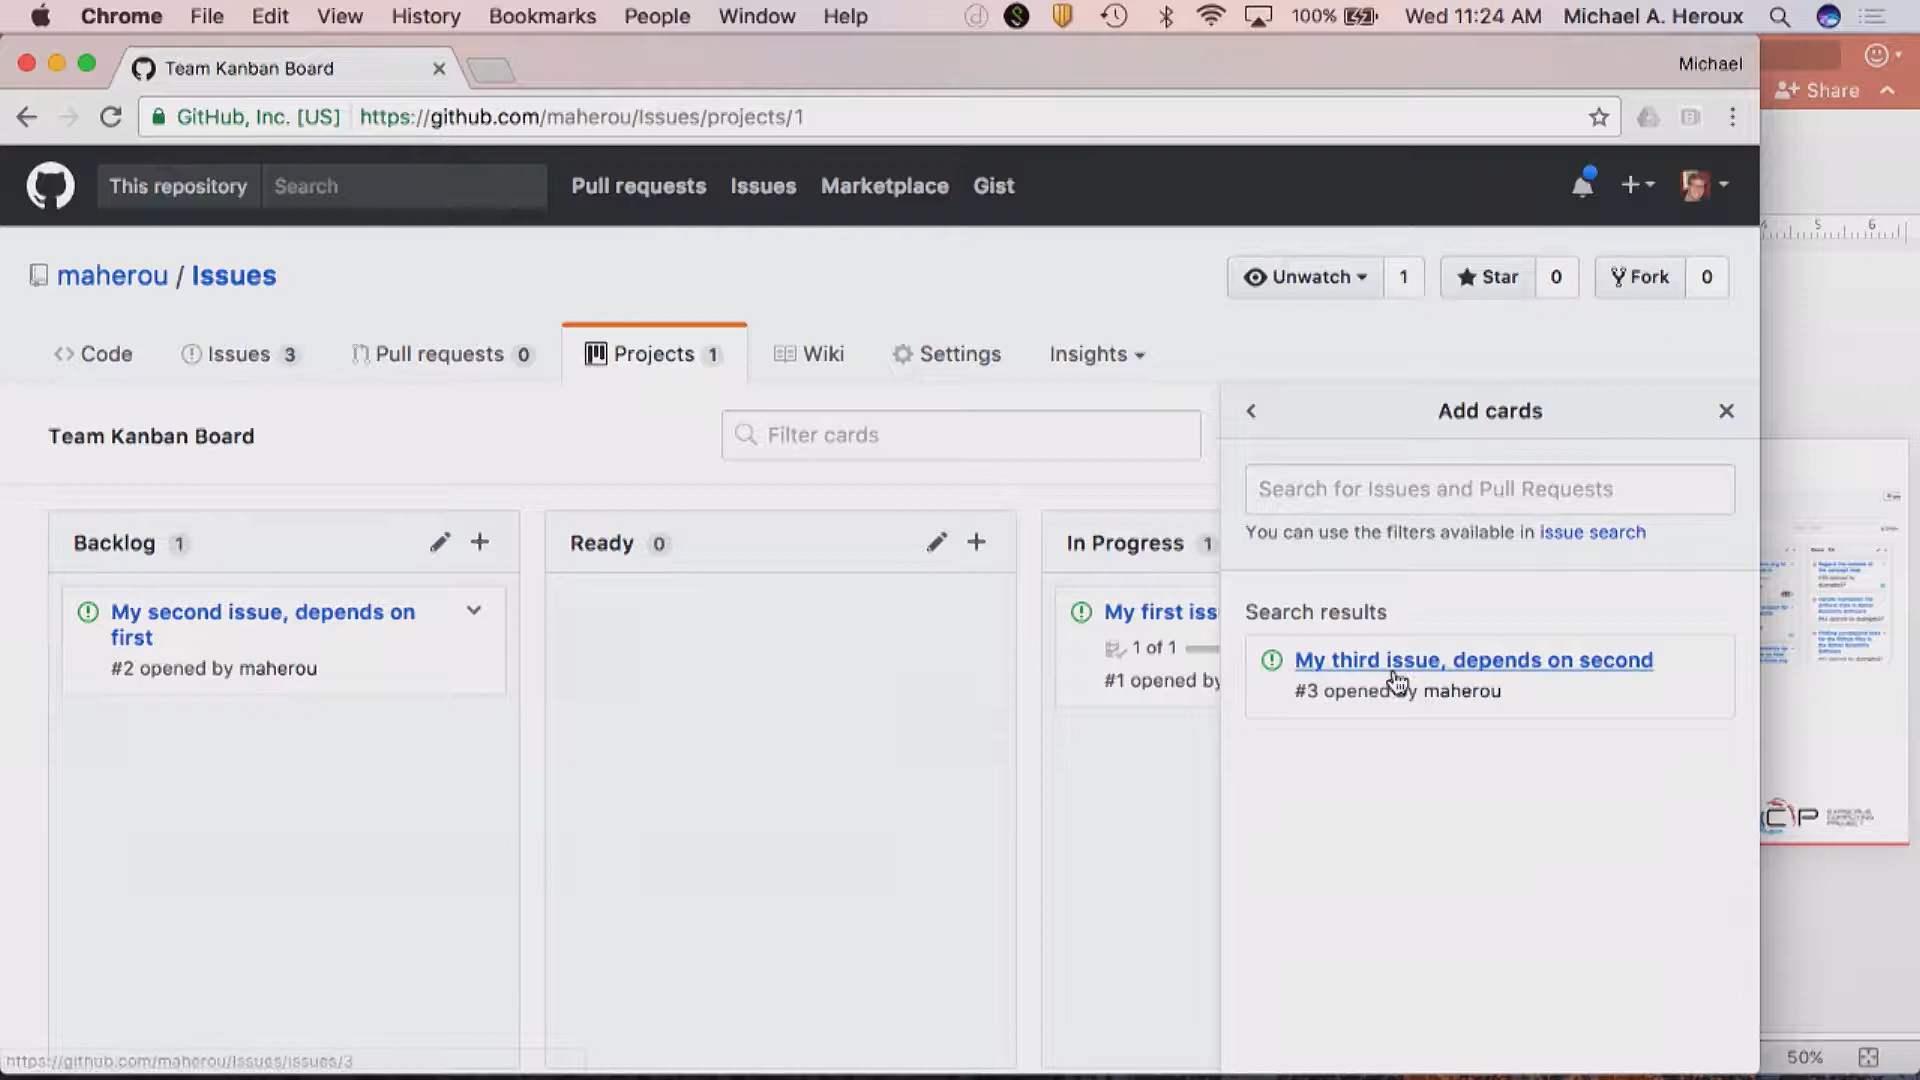 Chrome File Edit View History Bookmarks People Window Help 100% Wed 11:24 AM Michael A. Heroux
Team Kanban Board
Michael
Share
GitHub, Inc. [US] https://github.com/maherou/Issues/projects/1
This repository Search Pull requests Issues Marketplace Gist
5 6
maherou / Issues
Unwatch 1 Star 0 Fork 0
Code Issues 3 Pull requests 0 Projects 1 Wiki Settings Insights
Team Kanban Board
Filter cards
Add cards
Search for Issues and Pull Requests
You can use the filters available in issue search
Backlog 1
Ready 0
In Progress 1
My second issue, depends on
first
#2 opened by maherou
My first iss
1 of 1
#1 opened by
Search results
My third issue, depends on second
#3 opened by maherou
EXASCALE
COMPUTING
PROJECT
https://github.com/maherou/Issues/issues/3
50%